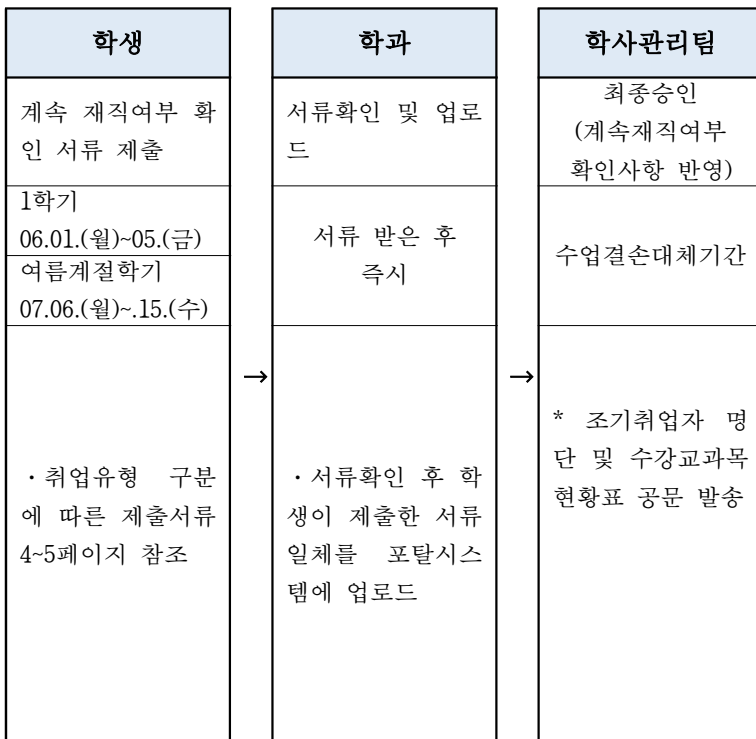 학생
계속 재직여부 확
인 서류 제출
1학기
06.01.(월)~05.(금)
여름계절학기
07.06.(월)~.15.(수)
・취업유형 구분
에 따른 제출서류
4~5페이지 참조
→
학과
서류확인 및 업로
드
서류 받은 후
즉시
・서류확인 후 학
생이 제출한 서류
일체를 포탈시스
템에 업로드
→
학사관리팀
최종승인
(계속재직여부
확인사항 반영)
수업결손대체기간
* 조기취업자 명
단 및 수강교과목
현황표 공문 발송